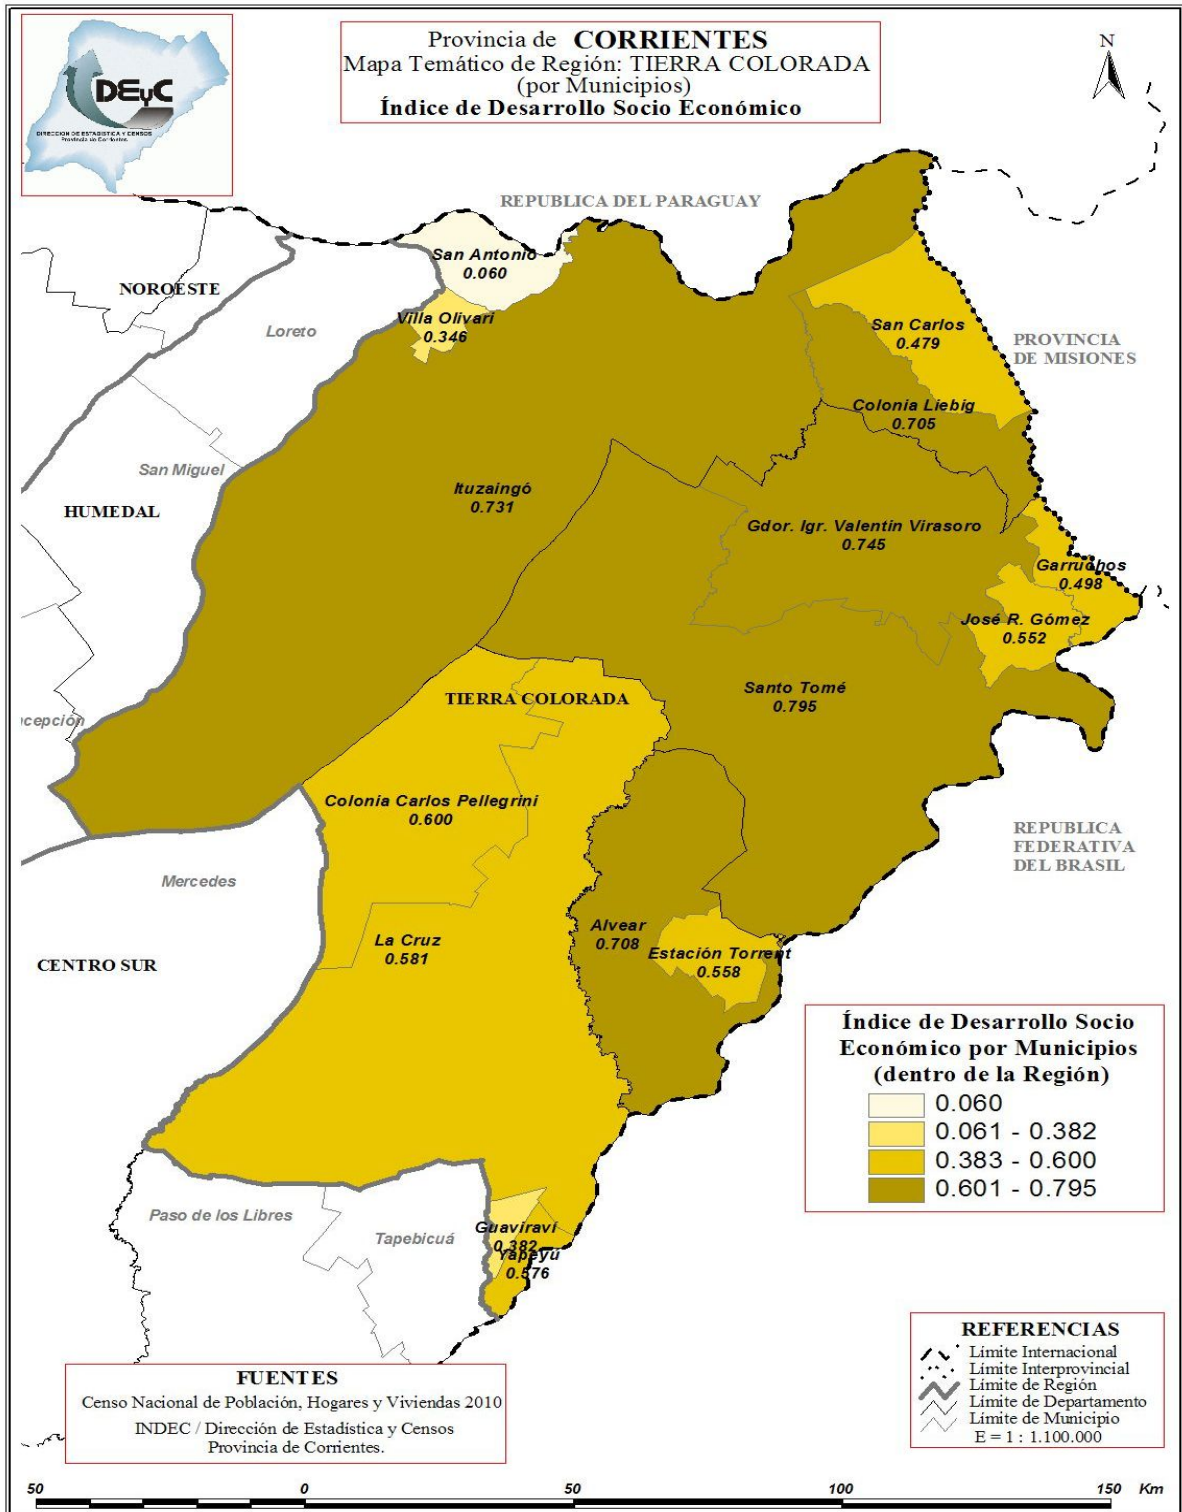 Provincia de CORRIENTES
Mapa Temático de Región: TIERRA COLORADA
(por Municipios)
Índice de Desarrollo Socio Económico
DEyC
DIRECCION DE ESTADISTICA Y CENSOS
Provincia de Corrientes
N
REPUBLICA DEL PARAGUAY
San Antonio
0.060
NOROESTE
Loreto
Villa Olivari
0.346
San Carlos
0.479
PROVINCIA
DE MISIONES
Colonia Liebig
0.705
San Miguel
Ituzaingó
0.731
HUMEDAL
Gdor. Igr. Valentín Virasoro
0.745
Garruchos
0.498
José R. Gómez
0.552
Santo Tomé
0.795
TIERRA COLORADA
cepción
Colonia Carlos Pellegrini
0.600
REPUBLICA
FEDERATIVA
DEL BRASIL
Mercedes
Alvear
0.708
La Cruz
0.581
Estación Torrent
0.558
CENTRO SUR
Índice de Desarrollo Socio
Económico por Municipios
(dentro de la Región)
0.060
0.061 - 0.382
0.383 - 0.600
0.601 - 0.795
Paso de los Libres
Tapebicuá
Guaviraví
0.382
Yapeyú
0.576
REFERENCIAS
Límite Internacional
Límite Interprovincial
Límite de Región
Límite de Departamento
Límite de Municipio
E = 1 : 1.100.000
FUENTES
Censo Nacional de Población, Hogares y Viviendas 2010
INDEC / Dirección de Estadística y Censos
Provincia de Corrientes.
50 0 50 100 150 Km